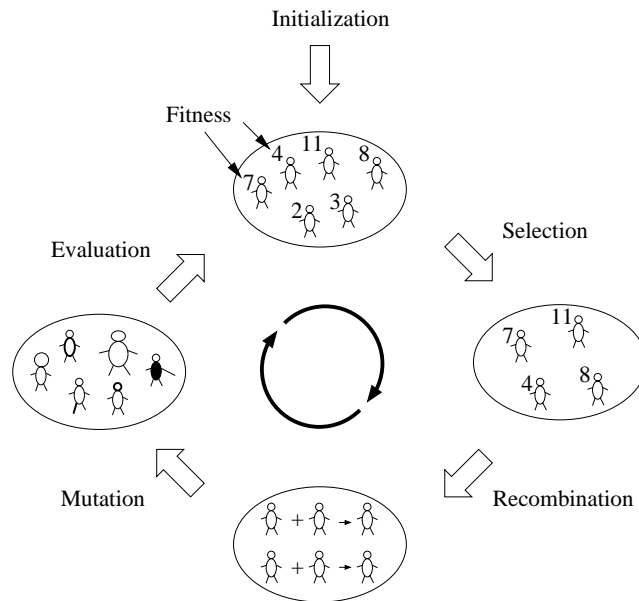 Initialization
Fitness
4
11
8
7
2
3
Evaluation
Selection
7
11
4
8
Mutation
Recombination
+
+